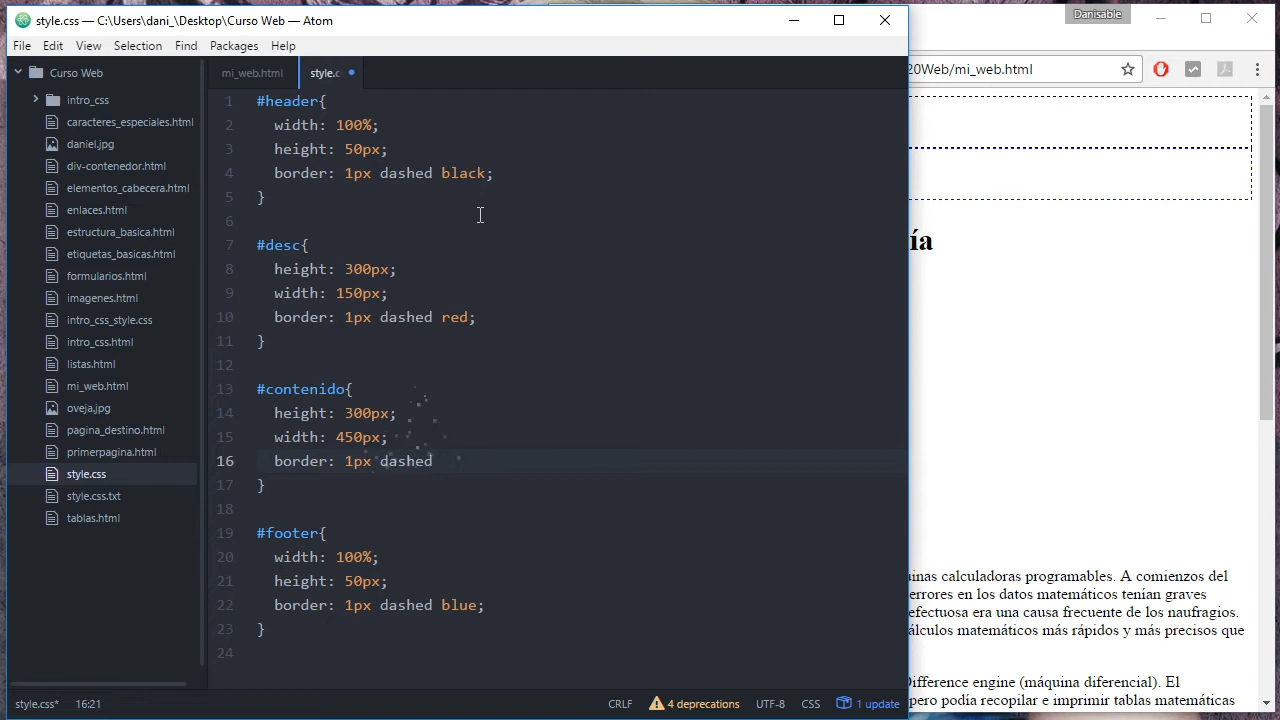 style.css — C:\Users\dani_\Desktop\Curso Web — Atom
File Edit View Selection Find Packages Help
Curso Web
intro_css
caracteres_especiales.html
daniel.jpg
div-contenedor.html
elementos_cabecera.html
enlaces.html
estructura_basica.html
etiquetas_basicas.html
formularios.html
imagenes.html
intro_css_style.css
intro_css.html
listas.html
mi_web.html
oveja.jpg
pagina_destino.html
primerpagina.html
style.css
style.css.txt
tablas.html
mi_web.html style.c
1 #header{
2 width: 100%;
3 height: 50px;
4 border: 1px dashed black;
5 }
6
7 #desc{
8 height: 300px;
9 width: 150px;
10 border: 1px dashed red;
11 }
12
13 #contenido{
14 height: 300px;
15 width: 450px;
16 border: 1px dashed
17 }
18
19 #footer{
20 width: 100%;
21 height: 50px;
22 border: 1px dashed blue;
23 }
24
style.css* 16:21 CRLF 4 deprecations UTF-8 CSS 1 update
Danisable
20Web/mi_web.html
ía
uinas calculadoras programables. A comienzos del
errores en los datos matemáticos tenían graves
efectuosa era una causa frecuente de los naufragios.
álculos matemáticos más rápidos y más precisos que
Difference engine (máquina diferencial). El
pero podía recopilar e imprimir tablas matemáticas